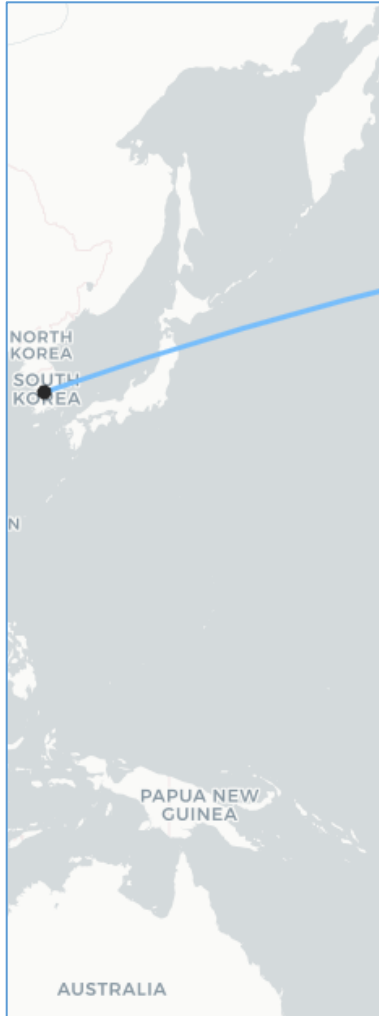 NORTH
KOREA
SOUTH
KOREA
N
PAPUA NEW
GUINEA
AUSTRALIA